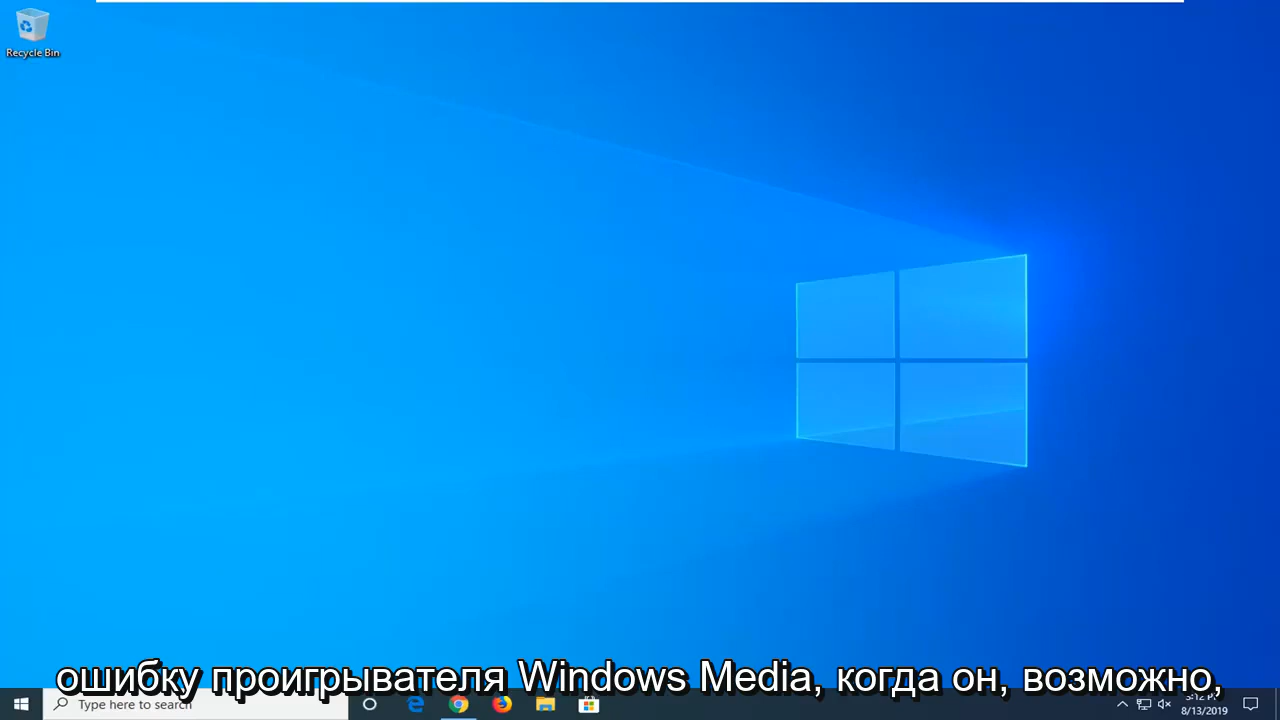 Recycle Bin
ошибку проигрывателя Windows Media, когда он, возможно,
Type here to search
8/13/2019